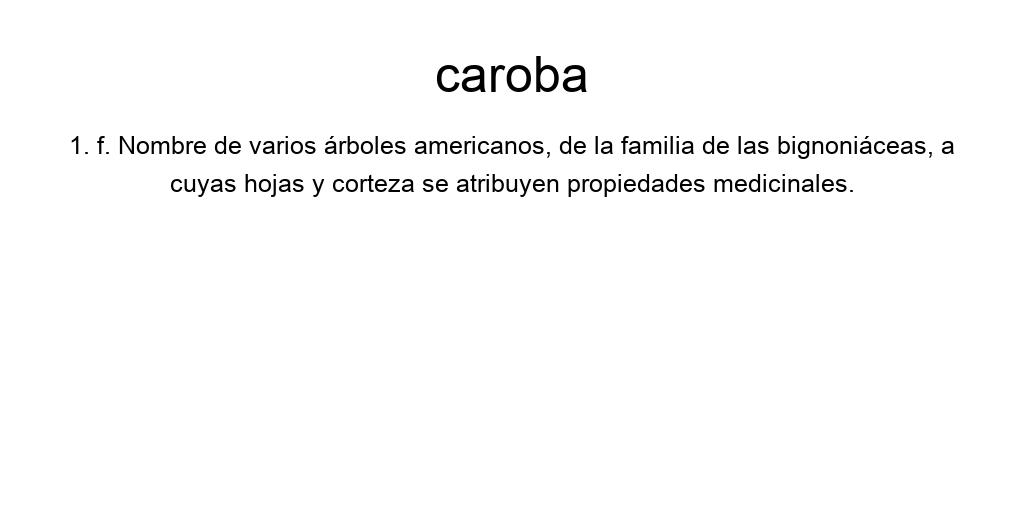 caroba
1. f. Nombre de varios árboles americanos, de la familia de las bignoniáceas, a
cuyas hojas y corteza se atribuyen propiedades medicinales.